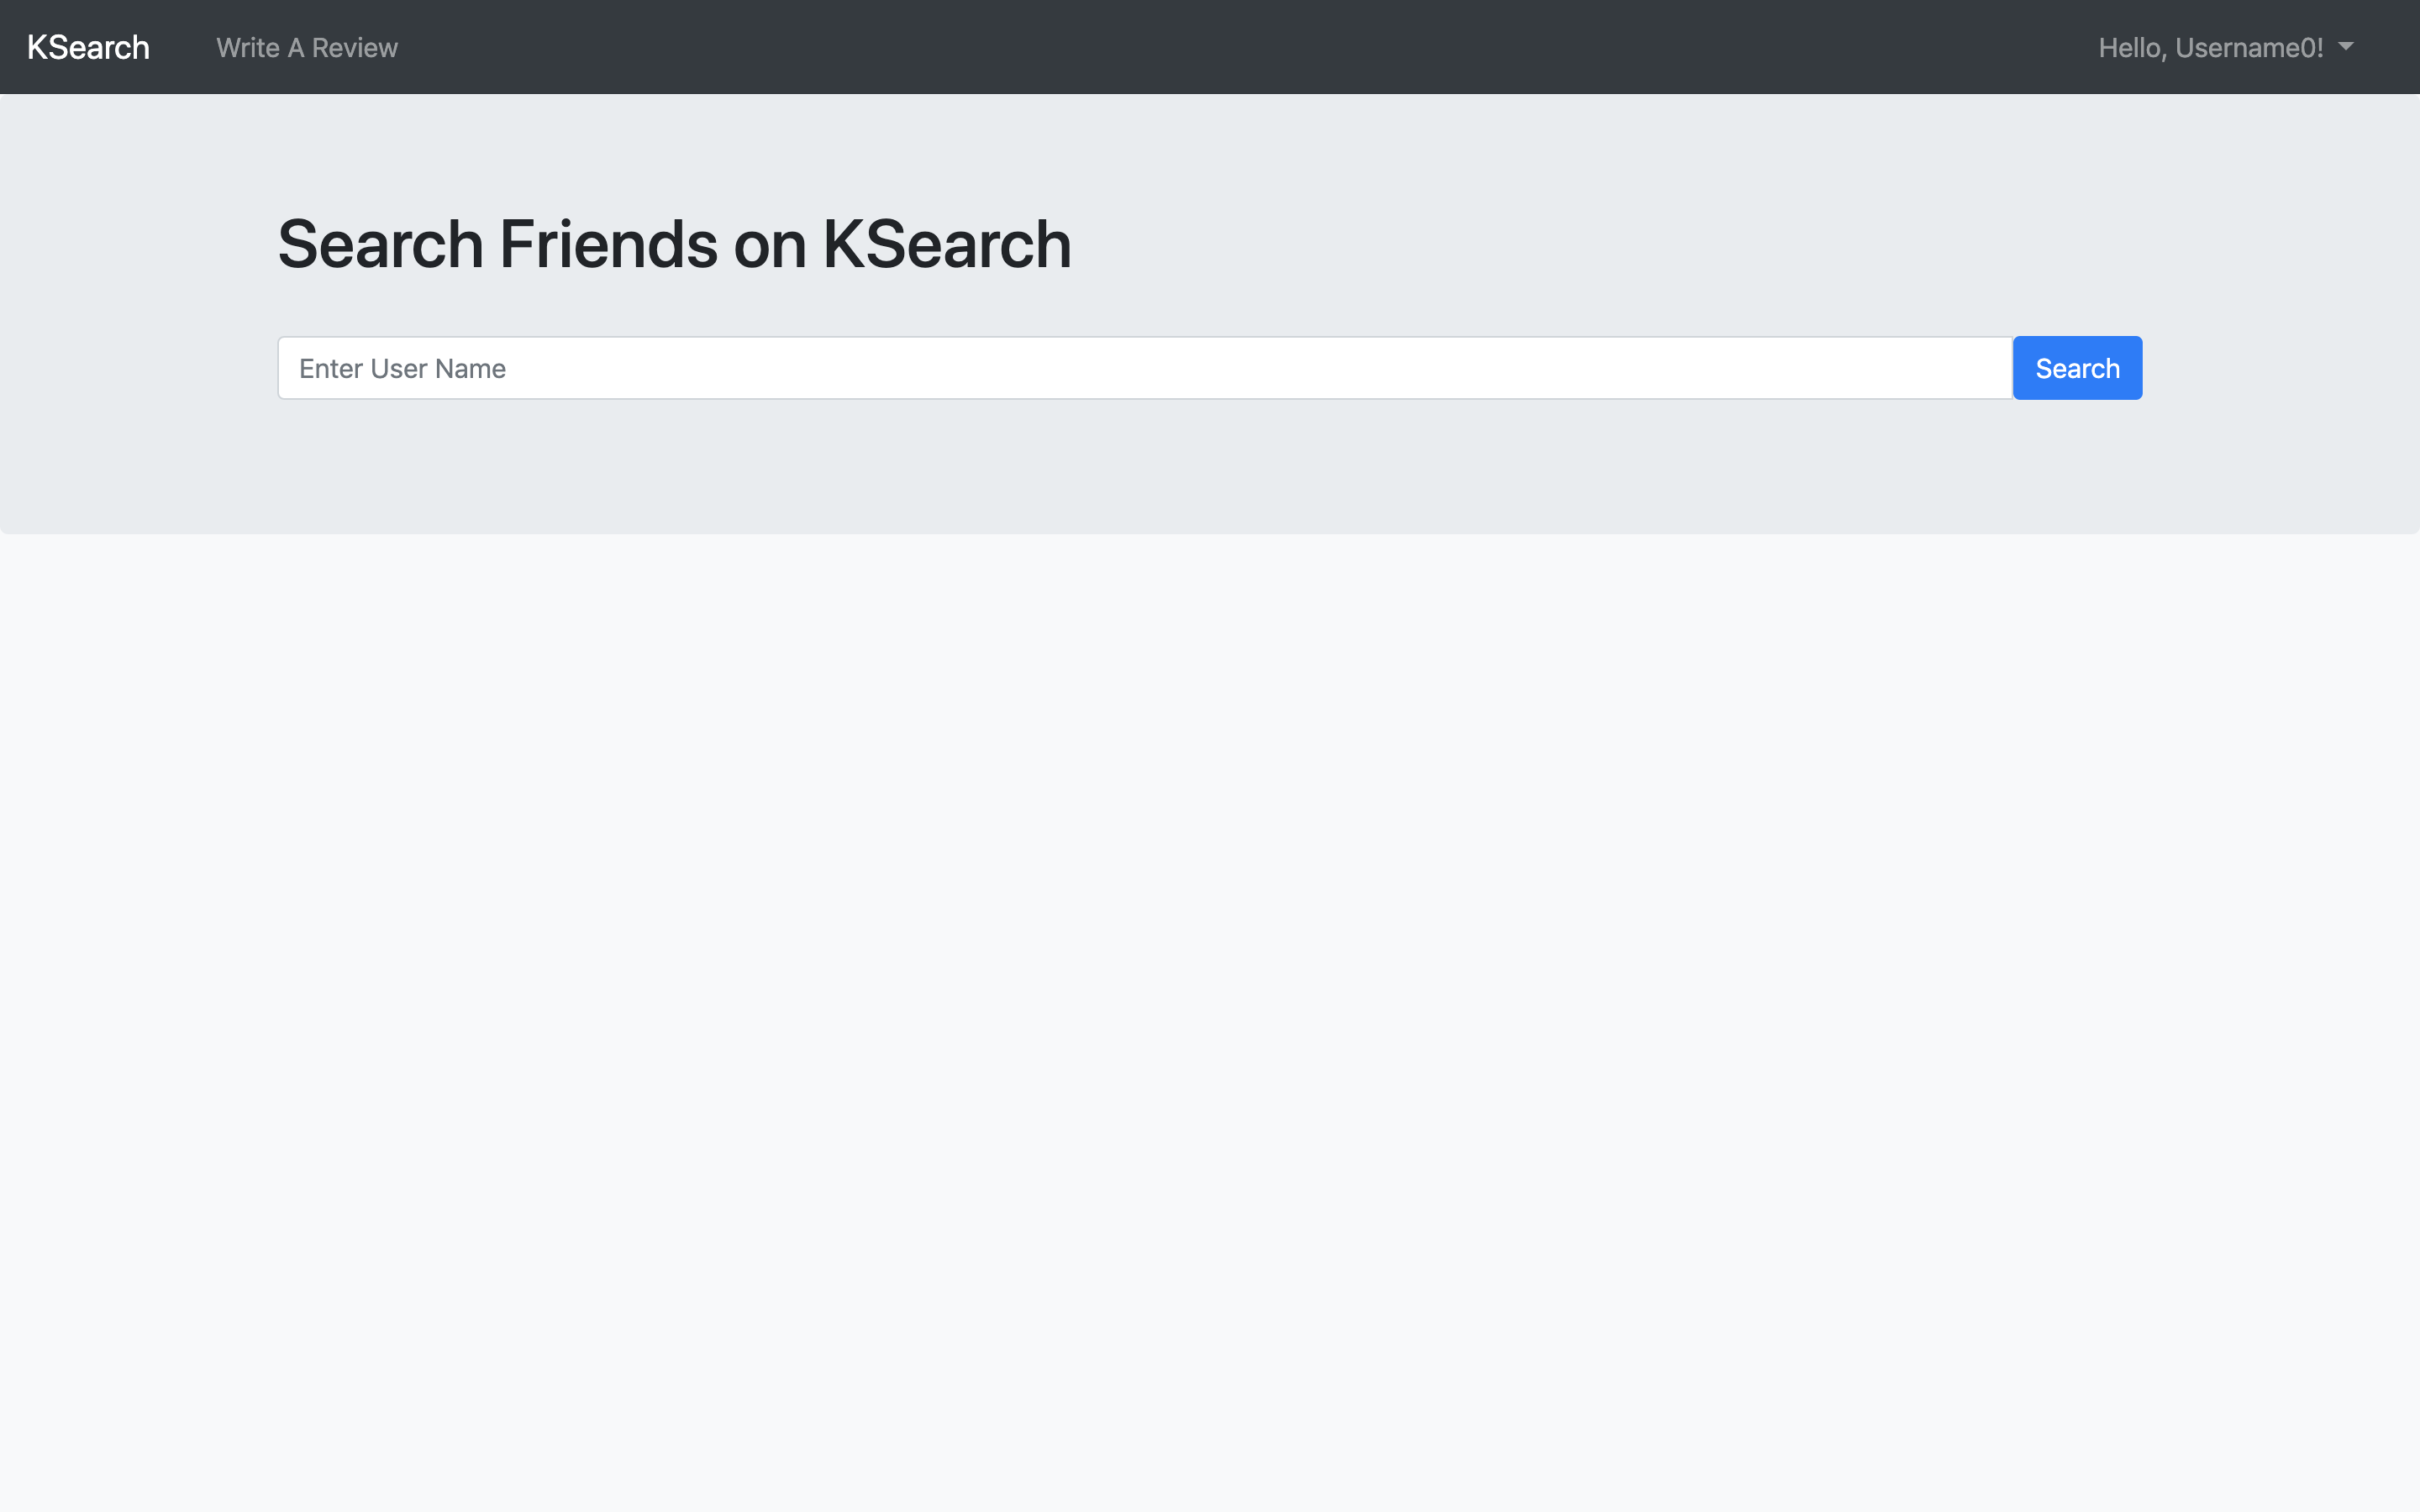 KSearch
Write A Review
Hello, Username0!
Search Friends on KSearch
Enter User Name
Search